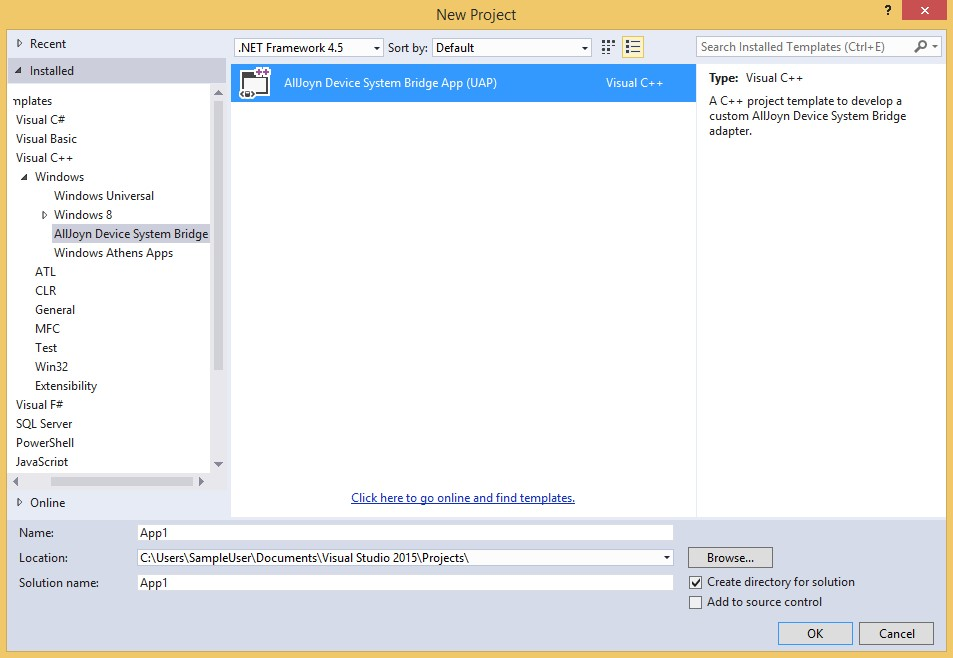 New Project
?
Recent
Installed
mplates
Visual C#
Visual Basic
Visual C++
Windows
Windows Universal
Windows 8
AllJoyn Device System Bridge
Windows Athens Apps
ATL
CLR
General
MFC
Test
Win32
Extensibility
Visual F#
SQL Server
PowerShell
JavaScript
Online
.NET Framework 4.5 Sort by: Default
AllJoyn Device System Bridge App (UAP) Visual C++
Click here to go online and find templates.
Search Installed Templates (Ctrl+E)
Type: Visual C++
A C++ project template to develop a
custom AllJoyn Device System Bridge
adapter.
Name: App1
Location: C:\Users\SampleUser\Documents\Visual Studio 2015\Projects\ Browse...
Solution name: App1
Create directory for solution
Add to source control
OK Cancel